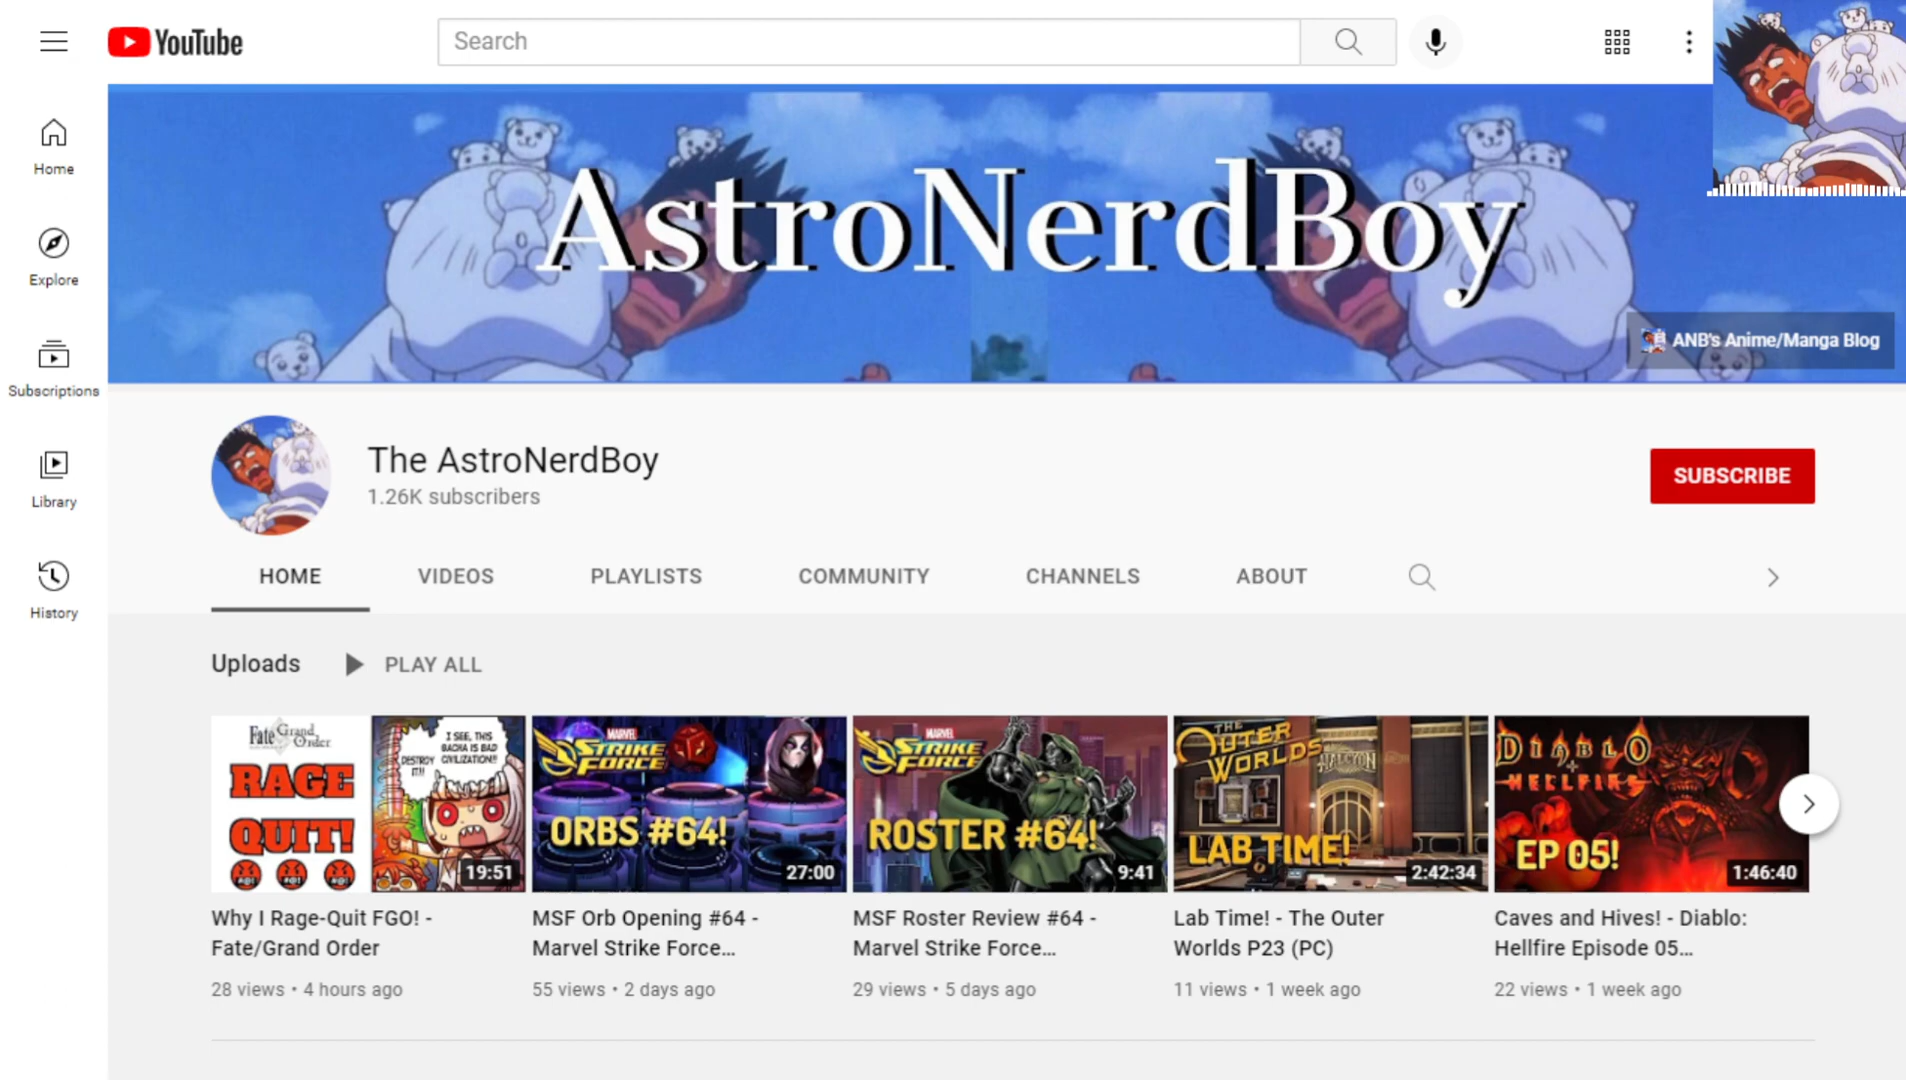 YouTube
Search
Home
Explore
Subscriptions
Library
History
AstroNerdBoy
ANB's Anime/Manga Blog
The AstroNerdBoy
1.26K subscribers
SUBSCRIBE
HOME
VIDEOS
PLAYLISTS
COMMUNITY
CHANNELS
ABOUT
Uploads
PLAY ALL
Fate Grand Order
RAGE
QUIT!
DESTROY
IT!!
I SEE, THIS
GACHA IS BAD
CIVILIZATION!!
19:51
MARVEL
STRIKE
FORCE
ORBS #64!
27:00
MARVEL
STRIKE
FORCE
ROSTER #64!
9:41
THE
OUTER
WORLDS
HALCYON
LAB TIME!
2:42:34
DIABLO
+
HELLFIRE
EP 05!
1:46:40
Why I Rage-Quit FGO! -
Fate/Grand Order
28 views • 4 hours ago
MSF Orb Opening #64 -
Marvel Strike Force...
55 views • 2 days ago
MSF Roster Review #64 -
Marvel Strike Force...
29 views • 5 days ago
Lab Time! - The Outer
Worlds P23 (PC)
11 views • 1 week ago
Caves and Hives! - Diablo:
Hellfire Episode 05...
22 views • 1 week ago